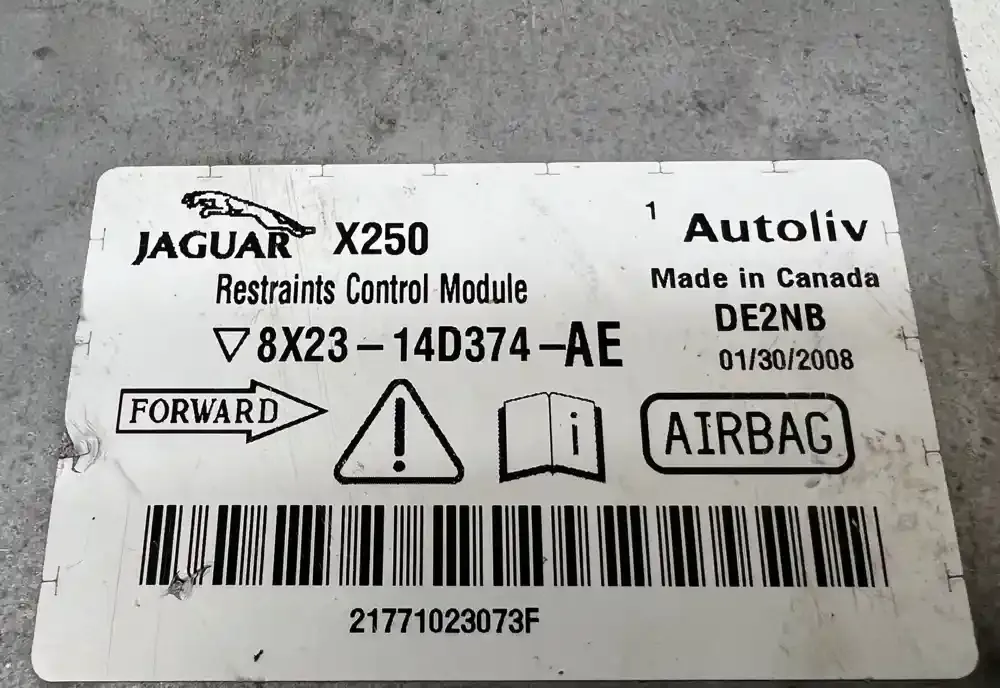 JAGUAR X250
Restraints Control Module
▽8X23-14D374-AE
1 Autoliv
Made in Canada
DE2NB
01/30/2008
FORWARD
i
AIRBAG
21771023073F